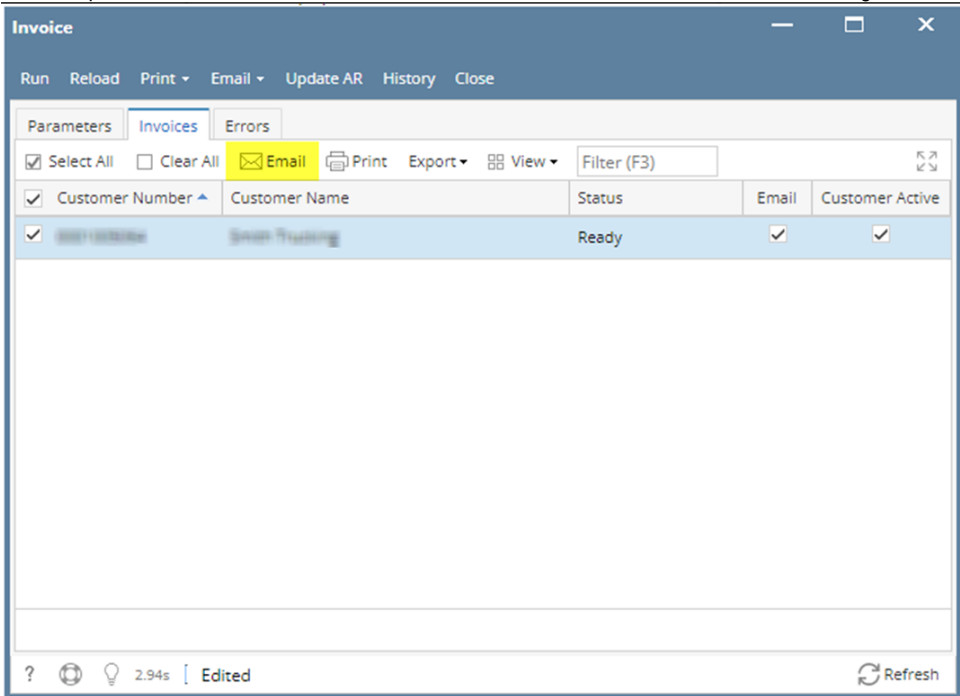 Invoice
Run Reload Print Email Update AR History Close
Parameters Invoices Errors
Select All Clear All Email Print Export View Filter (F3)
Customer Number Customer Name Status Email Customer Active
Ready
? 2.94s Edited Refresh